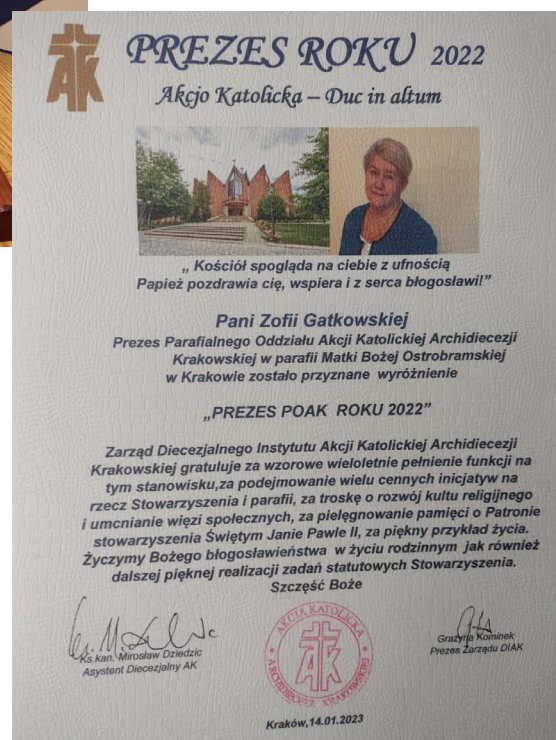 AK
PREZES ROKU 2022
Akcjo Katolicka – Duc in altum
„ Kościół spogląda na ciebie z ufnością
Papież pozdrawia cię, wspiera i z serca błogosławi!”
Pani Zofii Gatkowskiej
Prezes Parafialnego Oddziału Akcji Katolickiej Archidiecezji
Krakowskiej w parafii Matki Bożej Ostrobramskiej
w Krakowie zostało przyznane wyróżnienie
„PREZES POAK ROKU 2022”
Zarząd Diecezjalnego Instytutu Akcji Katolickiej Archidiecezji
Krakowskiej gratuluje za wzorowe wieloletnie pełnienie funkcji na
tym stanowisku,za podejmowanie wielu cennych inicjatyw na
rzecz Stowarzyszenia i parafii, za troskę o rozwój kultu religijnego
i umcnianie więzi społecznych, za pielęgnowanie pamięci o Patronie
stowarzyszenia Świętym Janie Pawle II, za piękny przykład życia.
Życzymy Bożego błogosławieństwa w życiu rodzinnym jak również
dalszej pięknej realizacji zadań statutowych Stowarzyszenia.
Szczęść Boże
Ks.kan. Mirosław Dziedzic
Asystent Diecezjalny AK
AKCJA KATOLICKA
AK
ARCHIDIECEZJI KRAKOWSKIEJ
Grażyna Kominek
Prezes Zarządu DIAK
Kraków,14.01.2023